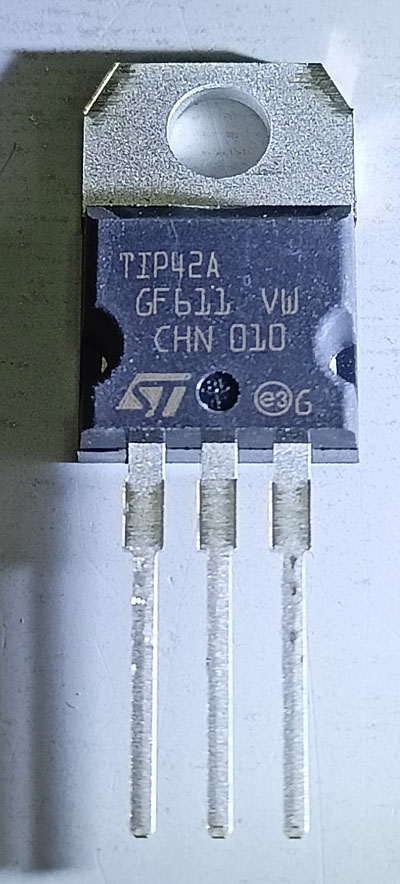 TIP42A
GF611 VW
CHN 010
ST e3 G